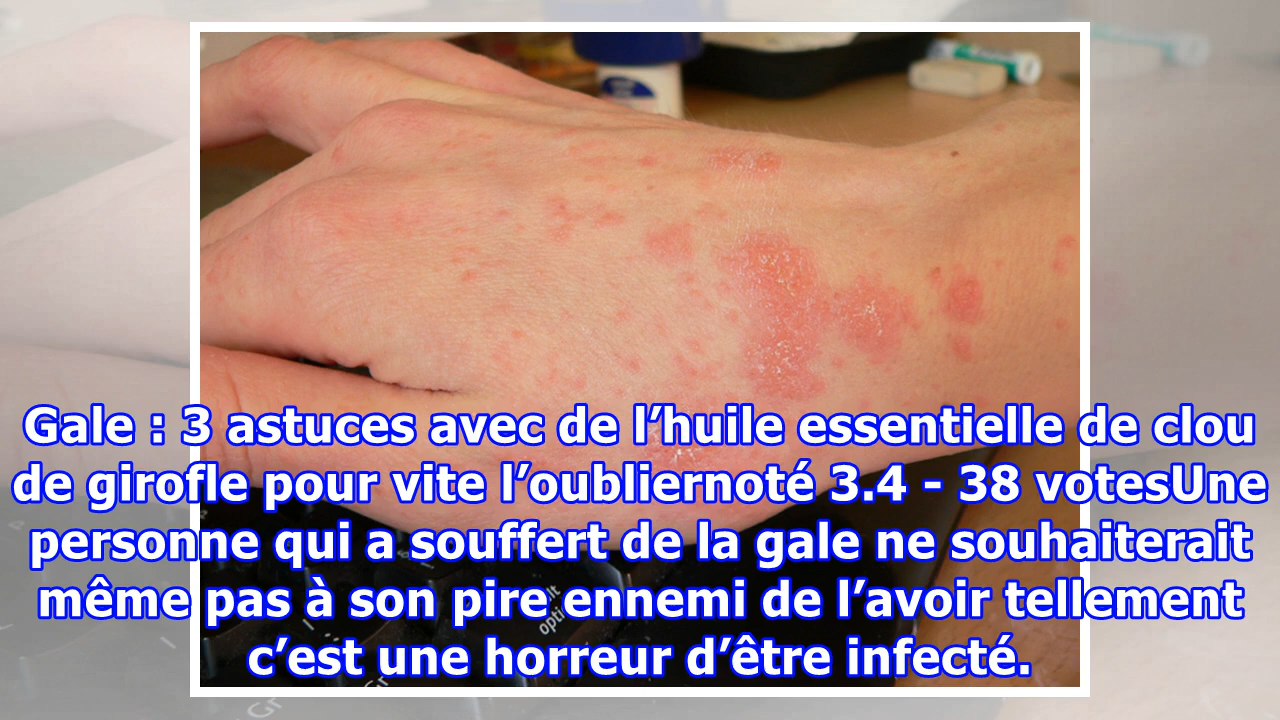 Gale : 3 astuces avec de l’huile essentielle de clou
de girofle pour vite l’oubliernoté 3.4 - 38 votesUne
personne qui a souffert de la gale ne souhaiterait
même pas à son pire ennemi de l’avoir tellement
c’est une horreur d’être infecté.